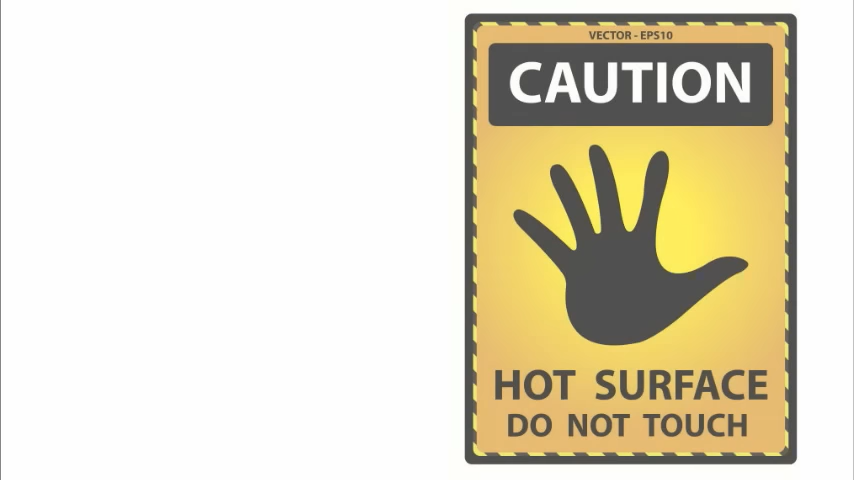 VECTOR - EPS10
CAUTION
HOT SURFACE
DO NOT TOUCH